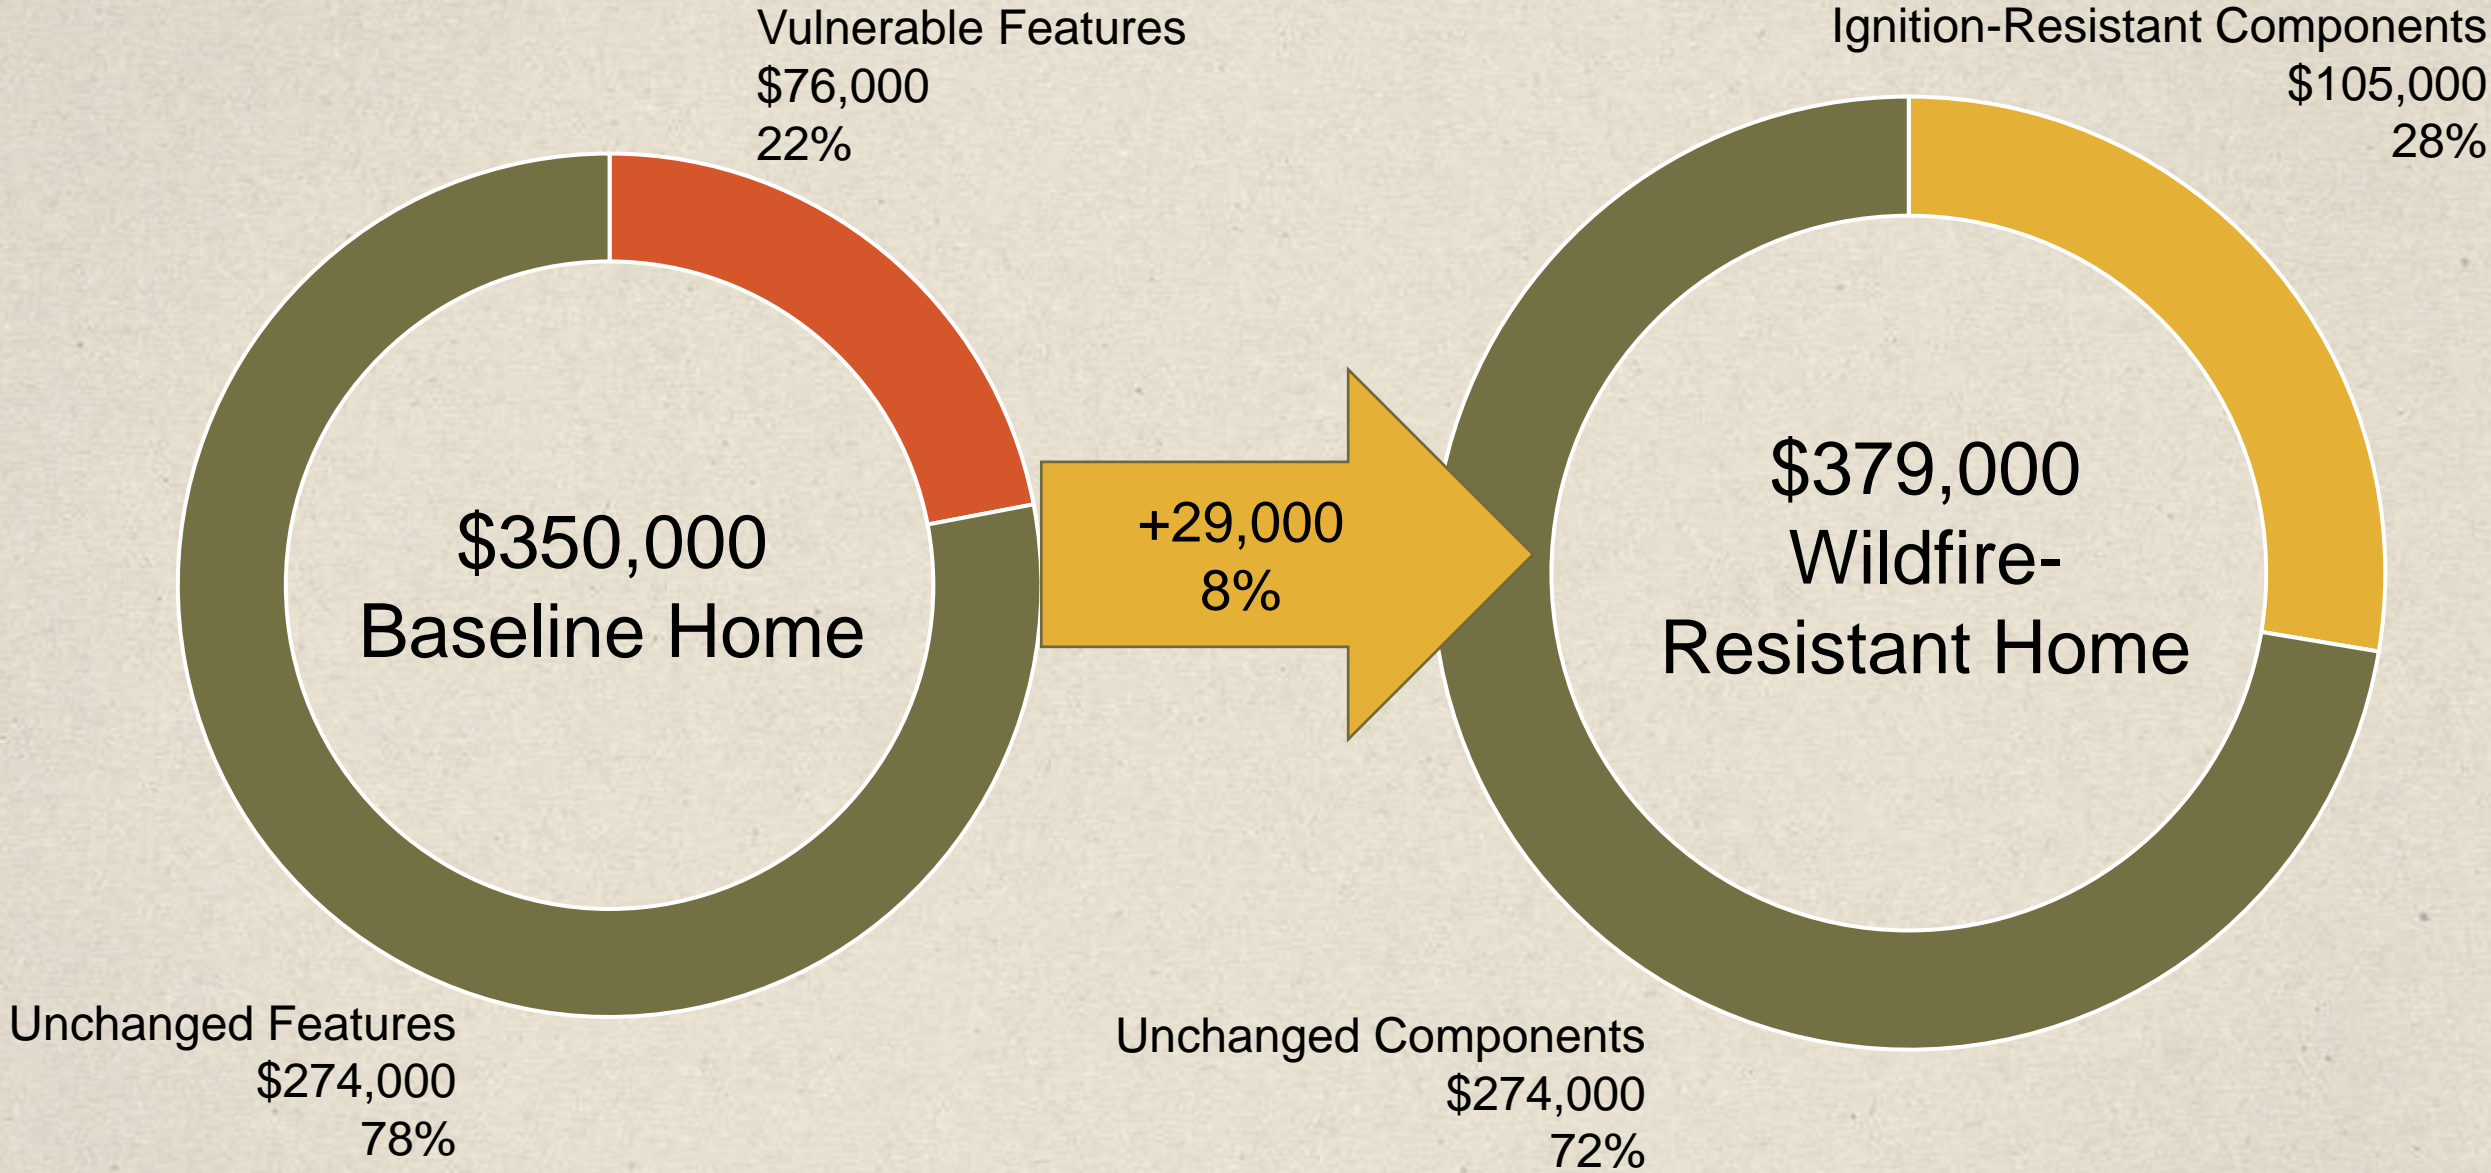 Vulnerable Features
$76,000
22%
Ignition-Resistant Components
$105,000
28%
$350,000
Baseline Home
+29,000
8%
$379,000
Wildfire-
Resistant Home
Unchanged Features
$274,000
78%
Unchanged Components
$274,000
72%